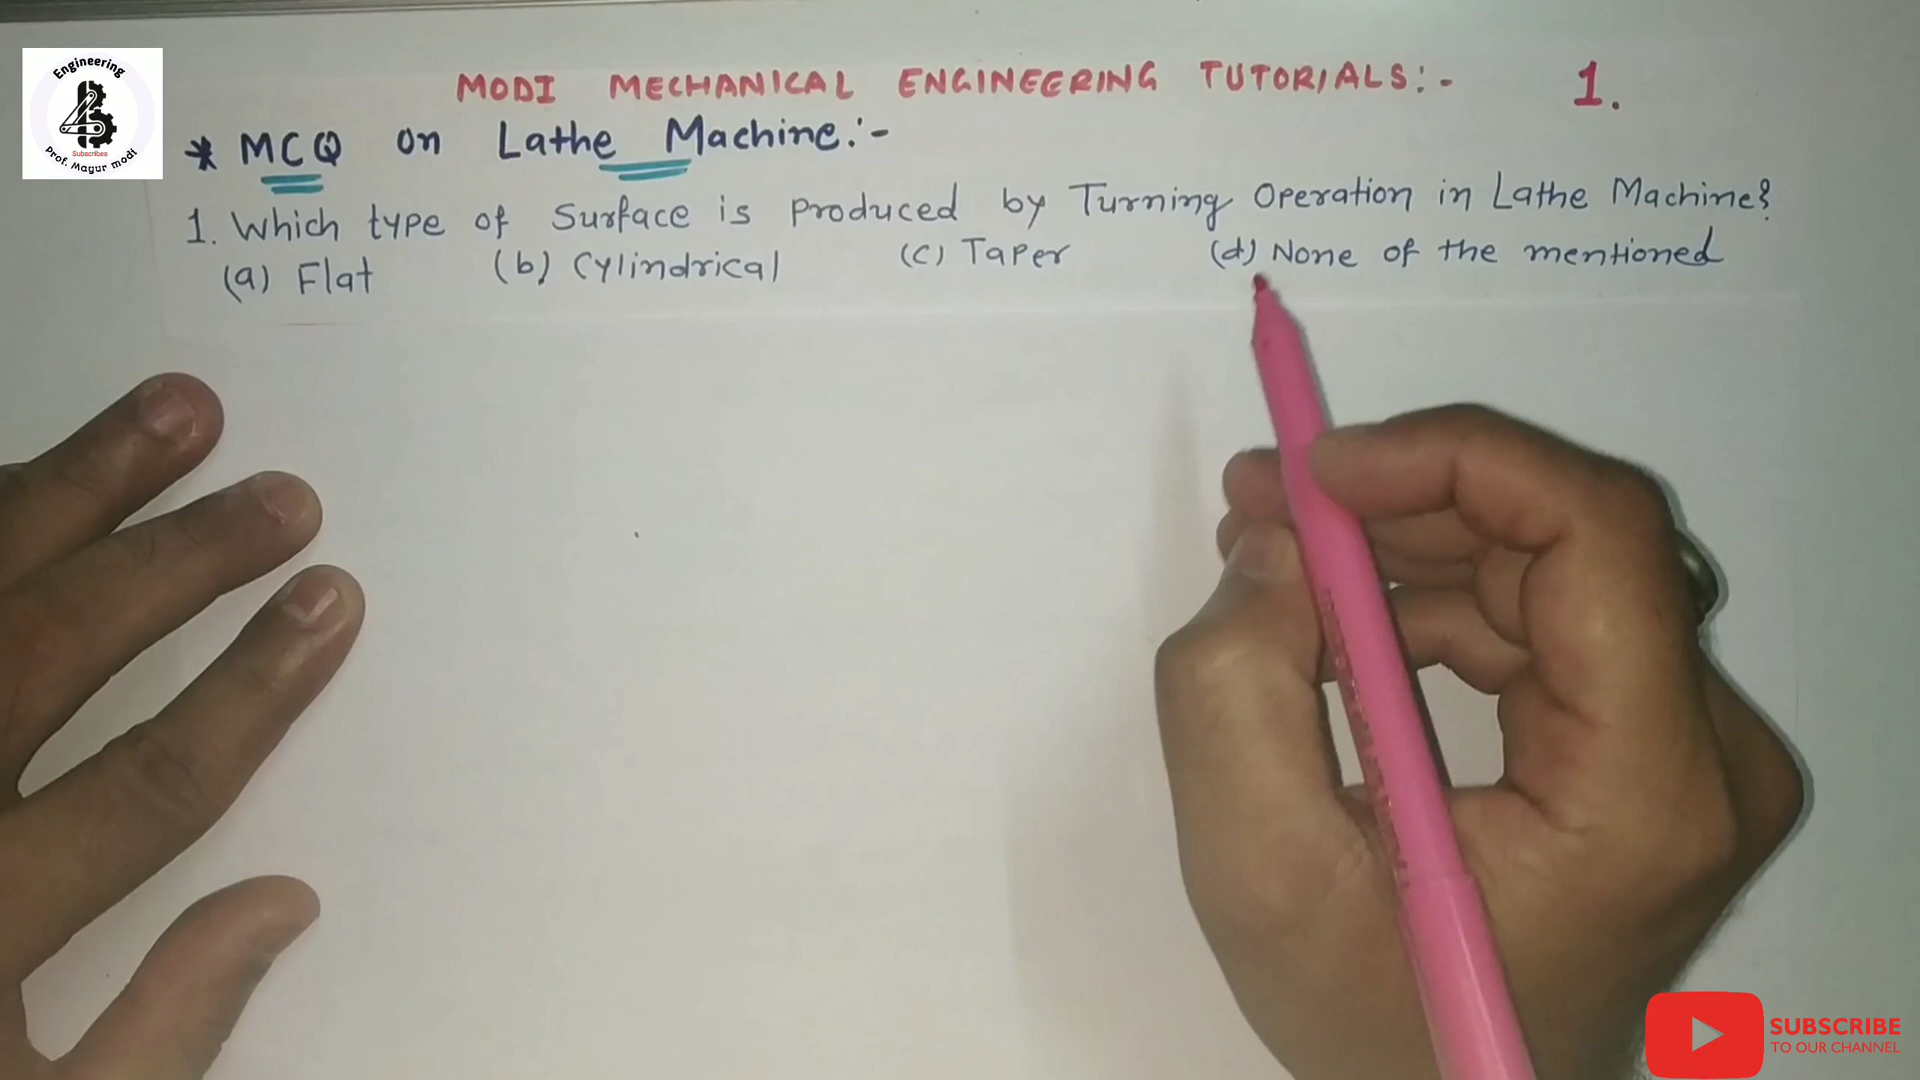 Engineering
Subscribes
Prof. Mayur modi
MODI MECHANICAL ENGINEERING TUTORIALS:- 1.
* MCQ on Lathe Machine:-
1. Which type of Surface is produced by Turning Operation in Lathe Machine?
(a) Flat (b) Cylindrical (c) Taper (d) None of the mentioned
SUBSCRIBE
TO OUR CHANNEL